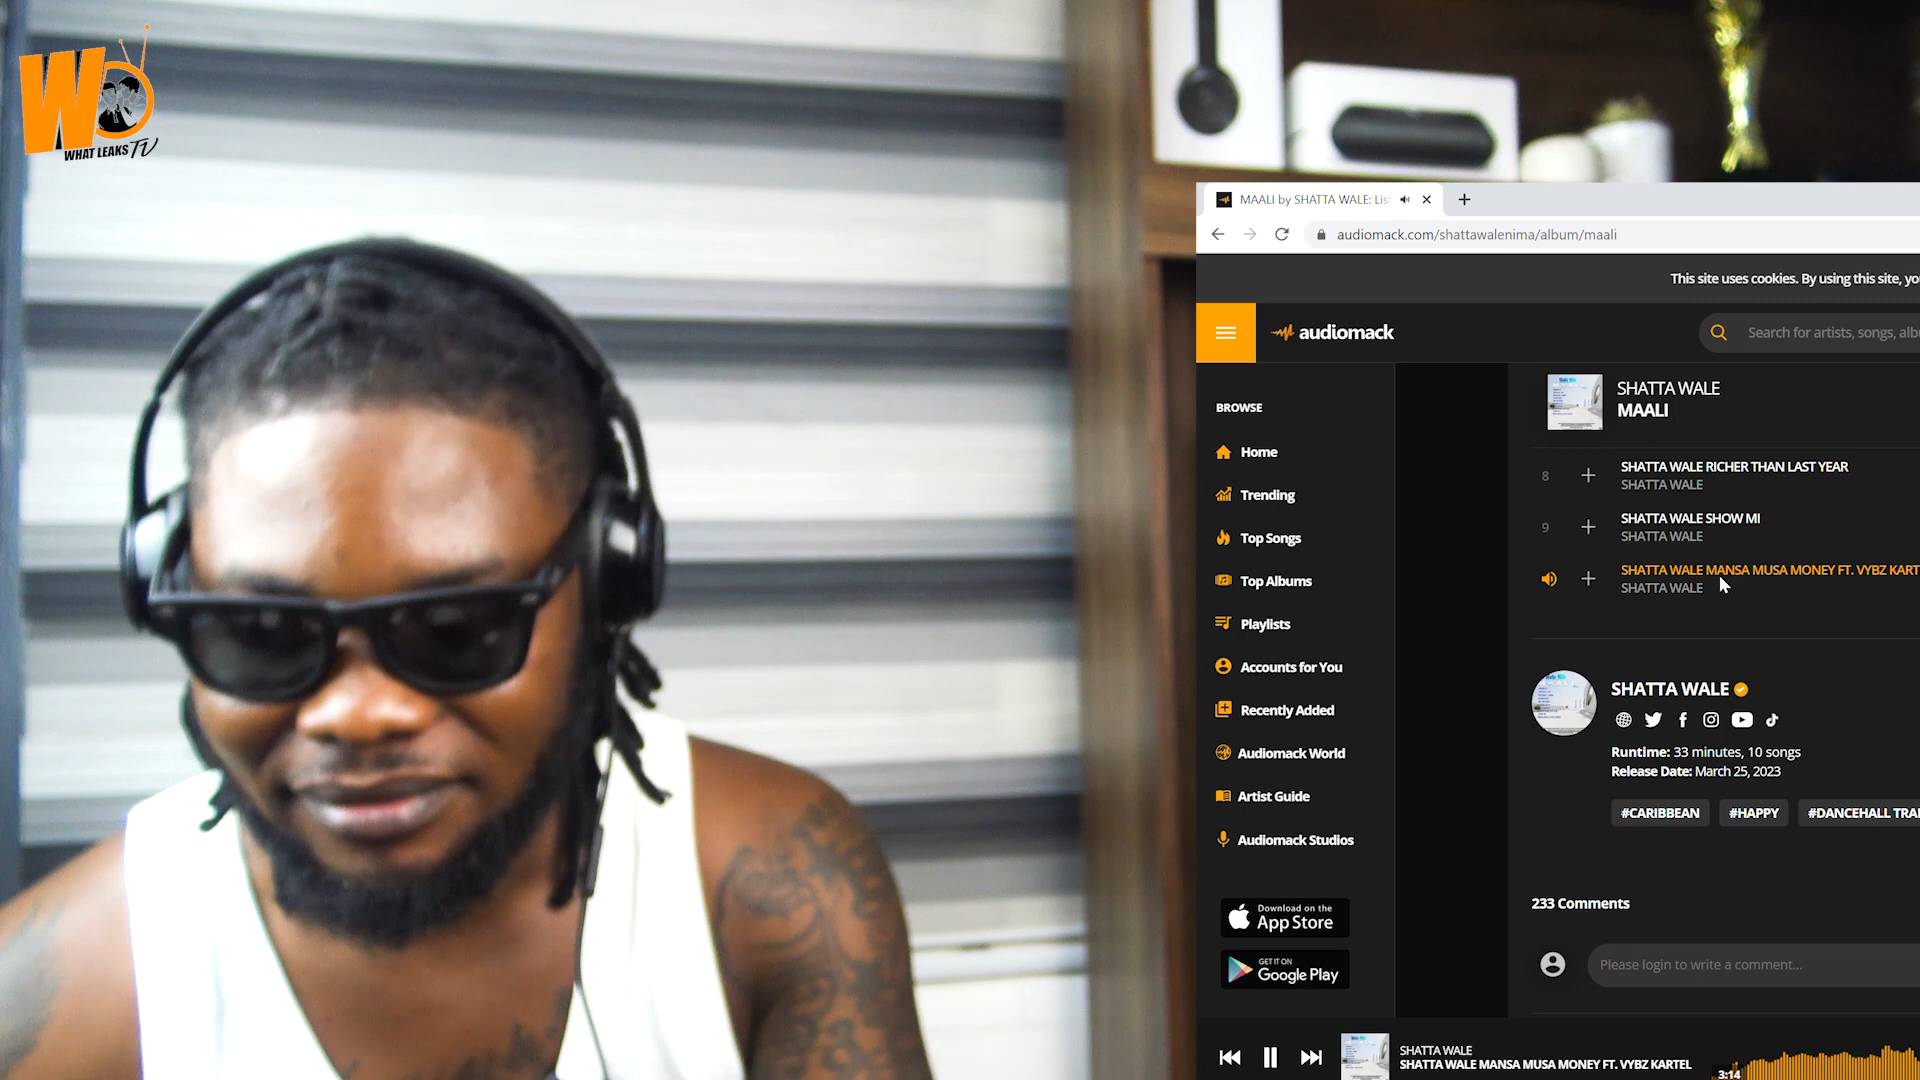 W
WHAT LEAKS TV
MAALI by SHATTA WALE: Lis
audiomack.com/shattawalenima/album/maali
This site uses cookies. By using this site, yo
audiomack
Search for artists, songs, alb
BROWSE
Home
Trending
Top Songs
Top Albums
Playlists
Accounts for You
Recently Added
Audiomack World
Artist Guide
Audiomack Studios
Download on the
App Store
GET IT ON
Google Play
SHATTA WALE
MAALI
8
SHATTA WALE RICHER THAN LAST YEAR
SHATTA WALE
9
SHATTA WALE SHOW MI
SHATTA WALE
SHATTA WALE MANSA MUSA MONEY FT. VYBZ KART
SHATTA WALE
SHATTA WALE
Runtime: 33 minutes, 10 songs
Release Date: March 25, 2023
#CARIBBEAN
#HAPPY
#DANCEHALL TRA
233 Comments
Please login to write a comment...
SHATTA WALE
SHATTA WALE MANSA MUSA MONEY FT. VYBZ KARTEL
3:14